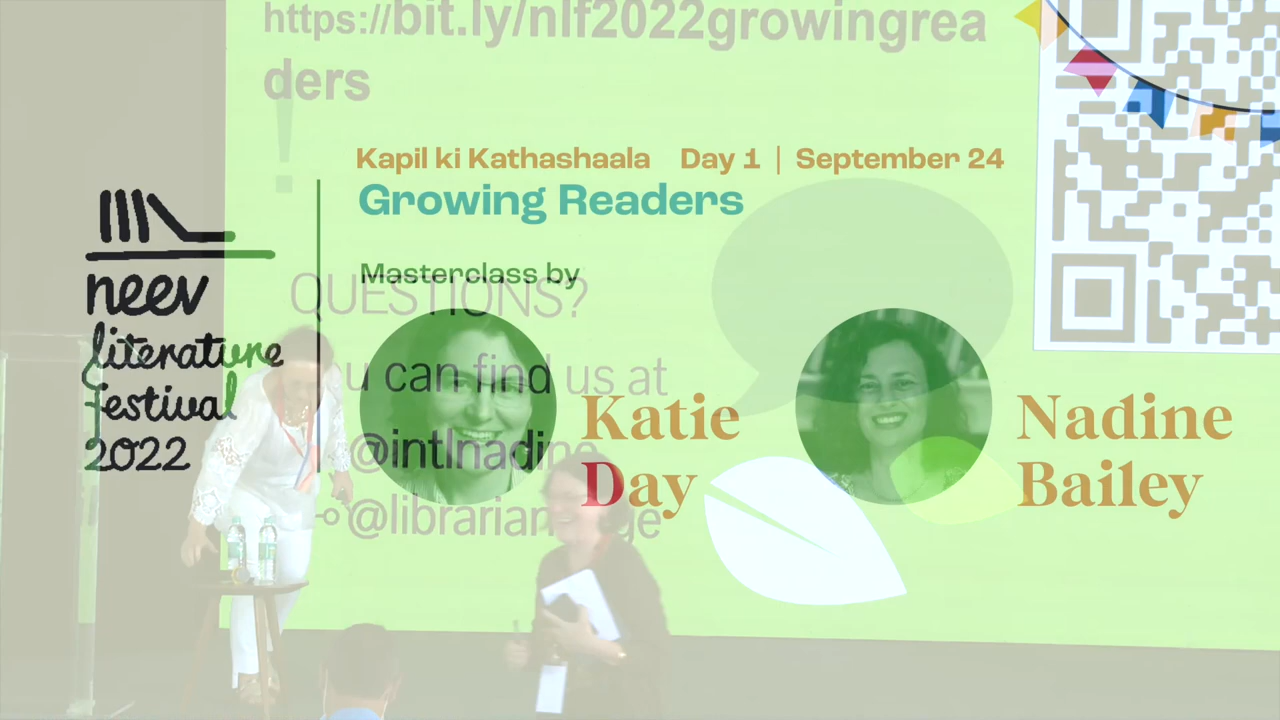 https://bit.ly/nlf2022growingrea
ders
!
Kapil ki Kathashaala Day 1 | September 24
Growing Readers
Masterclass by
neev
literature
festival
2022
QUESTIONS?
can find us at
@intlnadine
Katie
Day
Nadine
Bailey